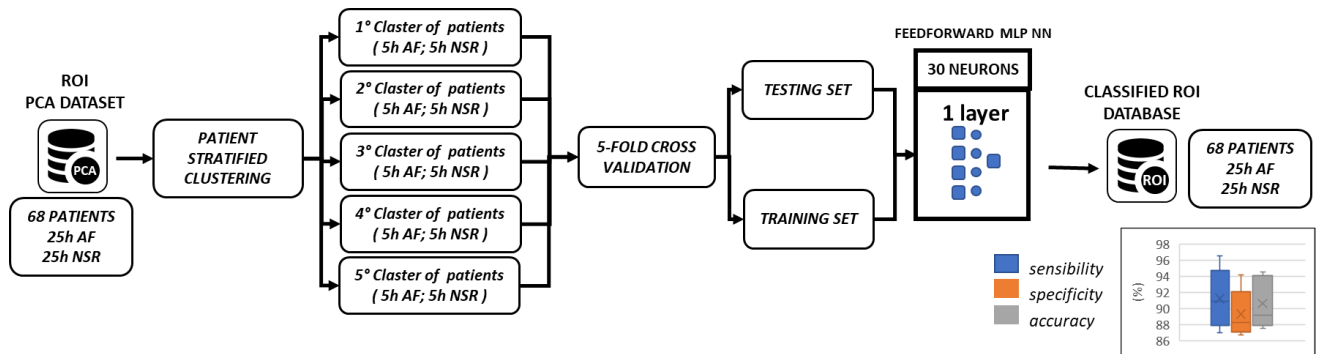 ROI
PCA DATASET
PCA
68 PATIENTS
25h AF
25h NSR
PATIENT
STRATIFIED
CLUSTERING
1° Claster of patients
( 5h AF; 5h NSR )
2° Claster of patients
( 5h AF; 5h NSR )
3° Claster of patients
( 5h AF; 5h NSR )
4° Claster of patients
( 5h AF; 5h NSR )
5° Claster of patients
( 5h AF; 5h NSR )
5-FOLD CROSS
VALIDATION
TESTING SET
TRAINING SET
FEEDFORWARD MLP NN
30 NEURONS
1 layer
CLASSIFIED ROI
DATABASE
ROI
68 PATIENTS
25h AF
25h NSR
sensibility
specificity
accuracy
(%)
98
96
94
92
90
88
86